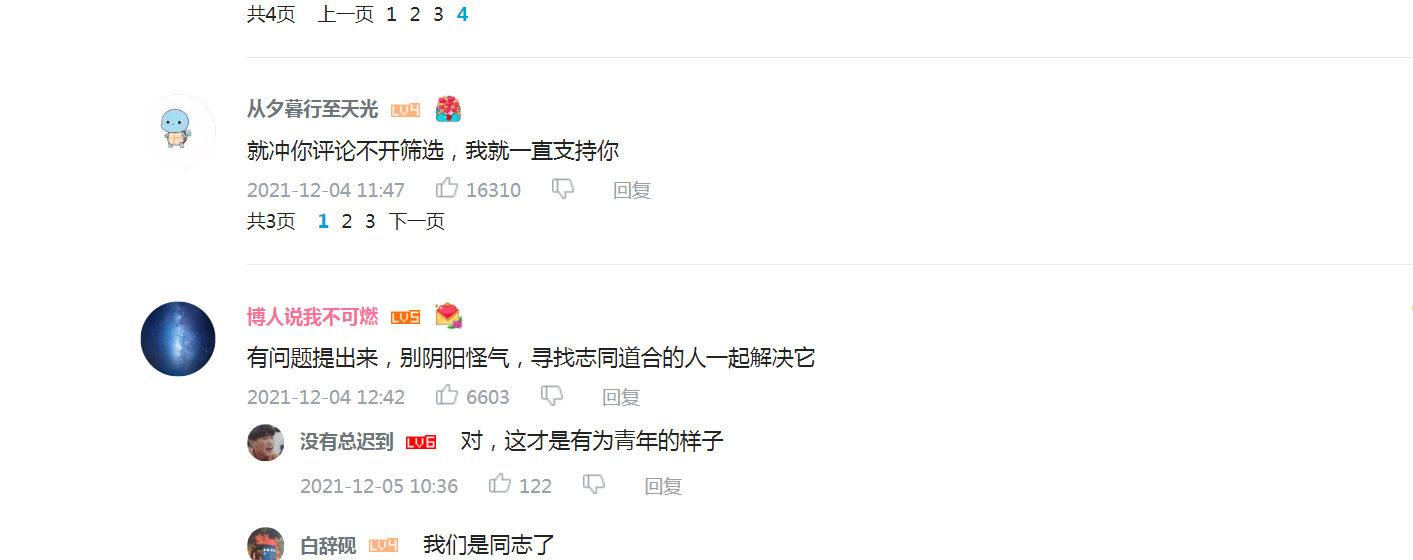 共4页 上一页 1 2 3 4
从夕暮行至天光 LV4
就冲你评论不开筛选，我就一直支持你
2021-12-04 11:47 16310 回复
共3页 1 2 3 下一页
博人说我不可燃 LV5
有问题提出来，别阴阳怪气，寻找志同道合的人一起解决它
2021-12-04 12:42 6603 回复
没有总迟到 LV6 对，这才是有为青年的样子
2021-12-05 10:36 122 回复
白辞砚 LV4 我们是同志了